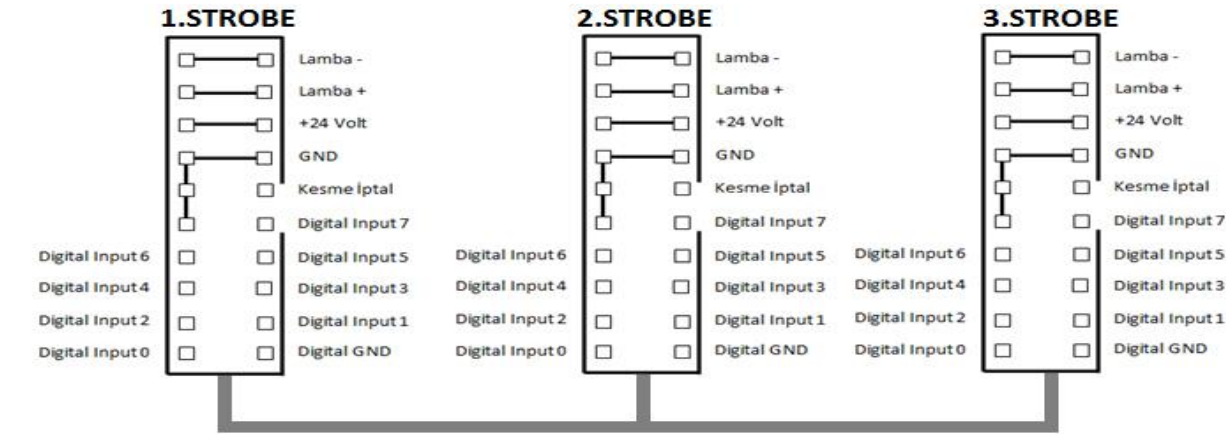 1.STROBE 2.STROBE 3.STROBE
Lamba - Lamba - Lamba -
Lamba + Lamba + Lamba +
+24 Volt +24 Volt +24 Volt
GND GND GND
Kesme İptal Kesme İptal Kesme İptal
Digital Input 7 Digital Input 7 Digital Input 7
Digital Input 6 Digital Input 5 Digital Input 6 Digital Input 5 Digital Input 6 Digital Input 5
Digital Input 4 Digital Input 3 Digital Input 4 Digital Input 3 Digital Input 4 Digital Input 3
Digital Input 2 Digital Input 1 Digital Input 2 Digital Input 1 Digital Input 2 Digital Input 1
Digital Input 0 Digital GND Digital Input 0 Digital GND Digital Input 0 Digital GND